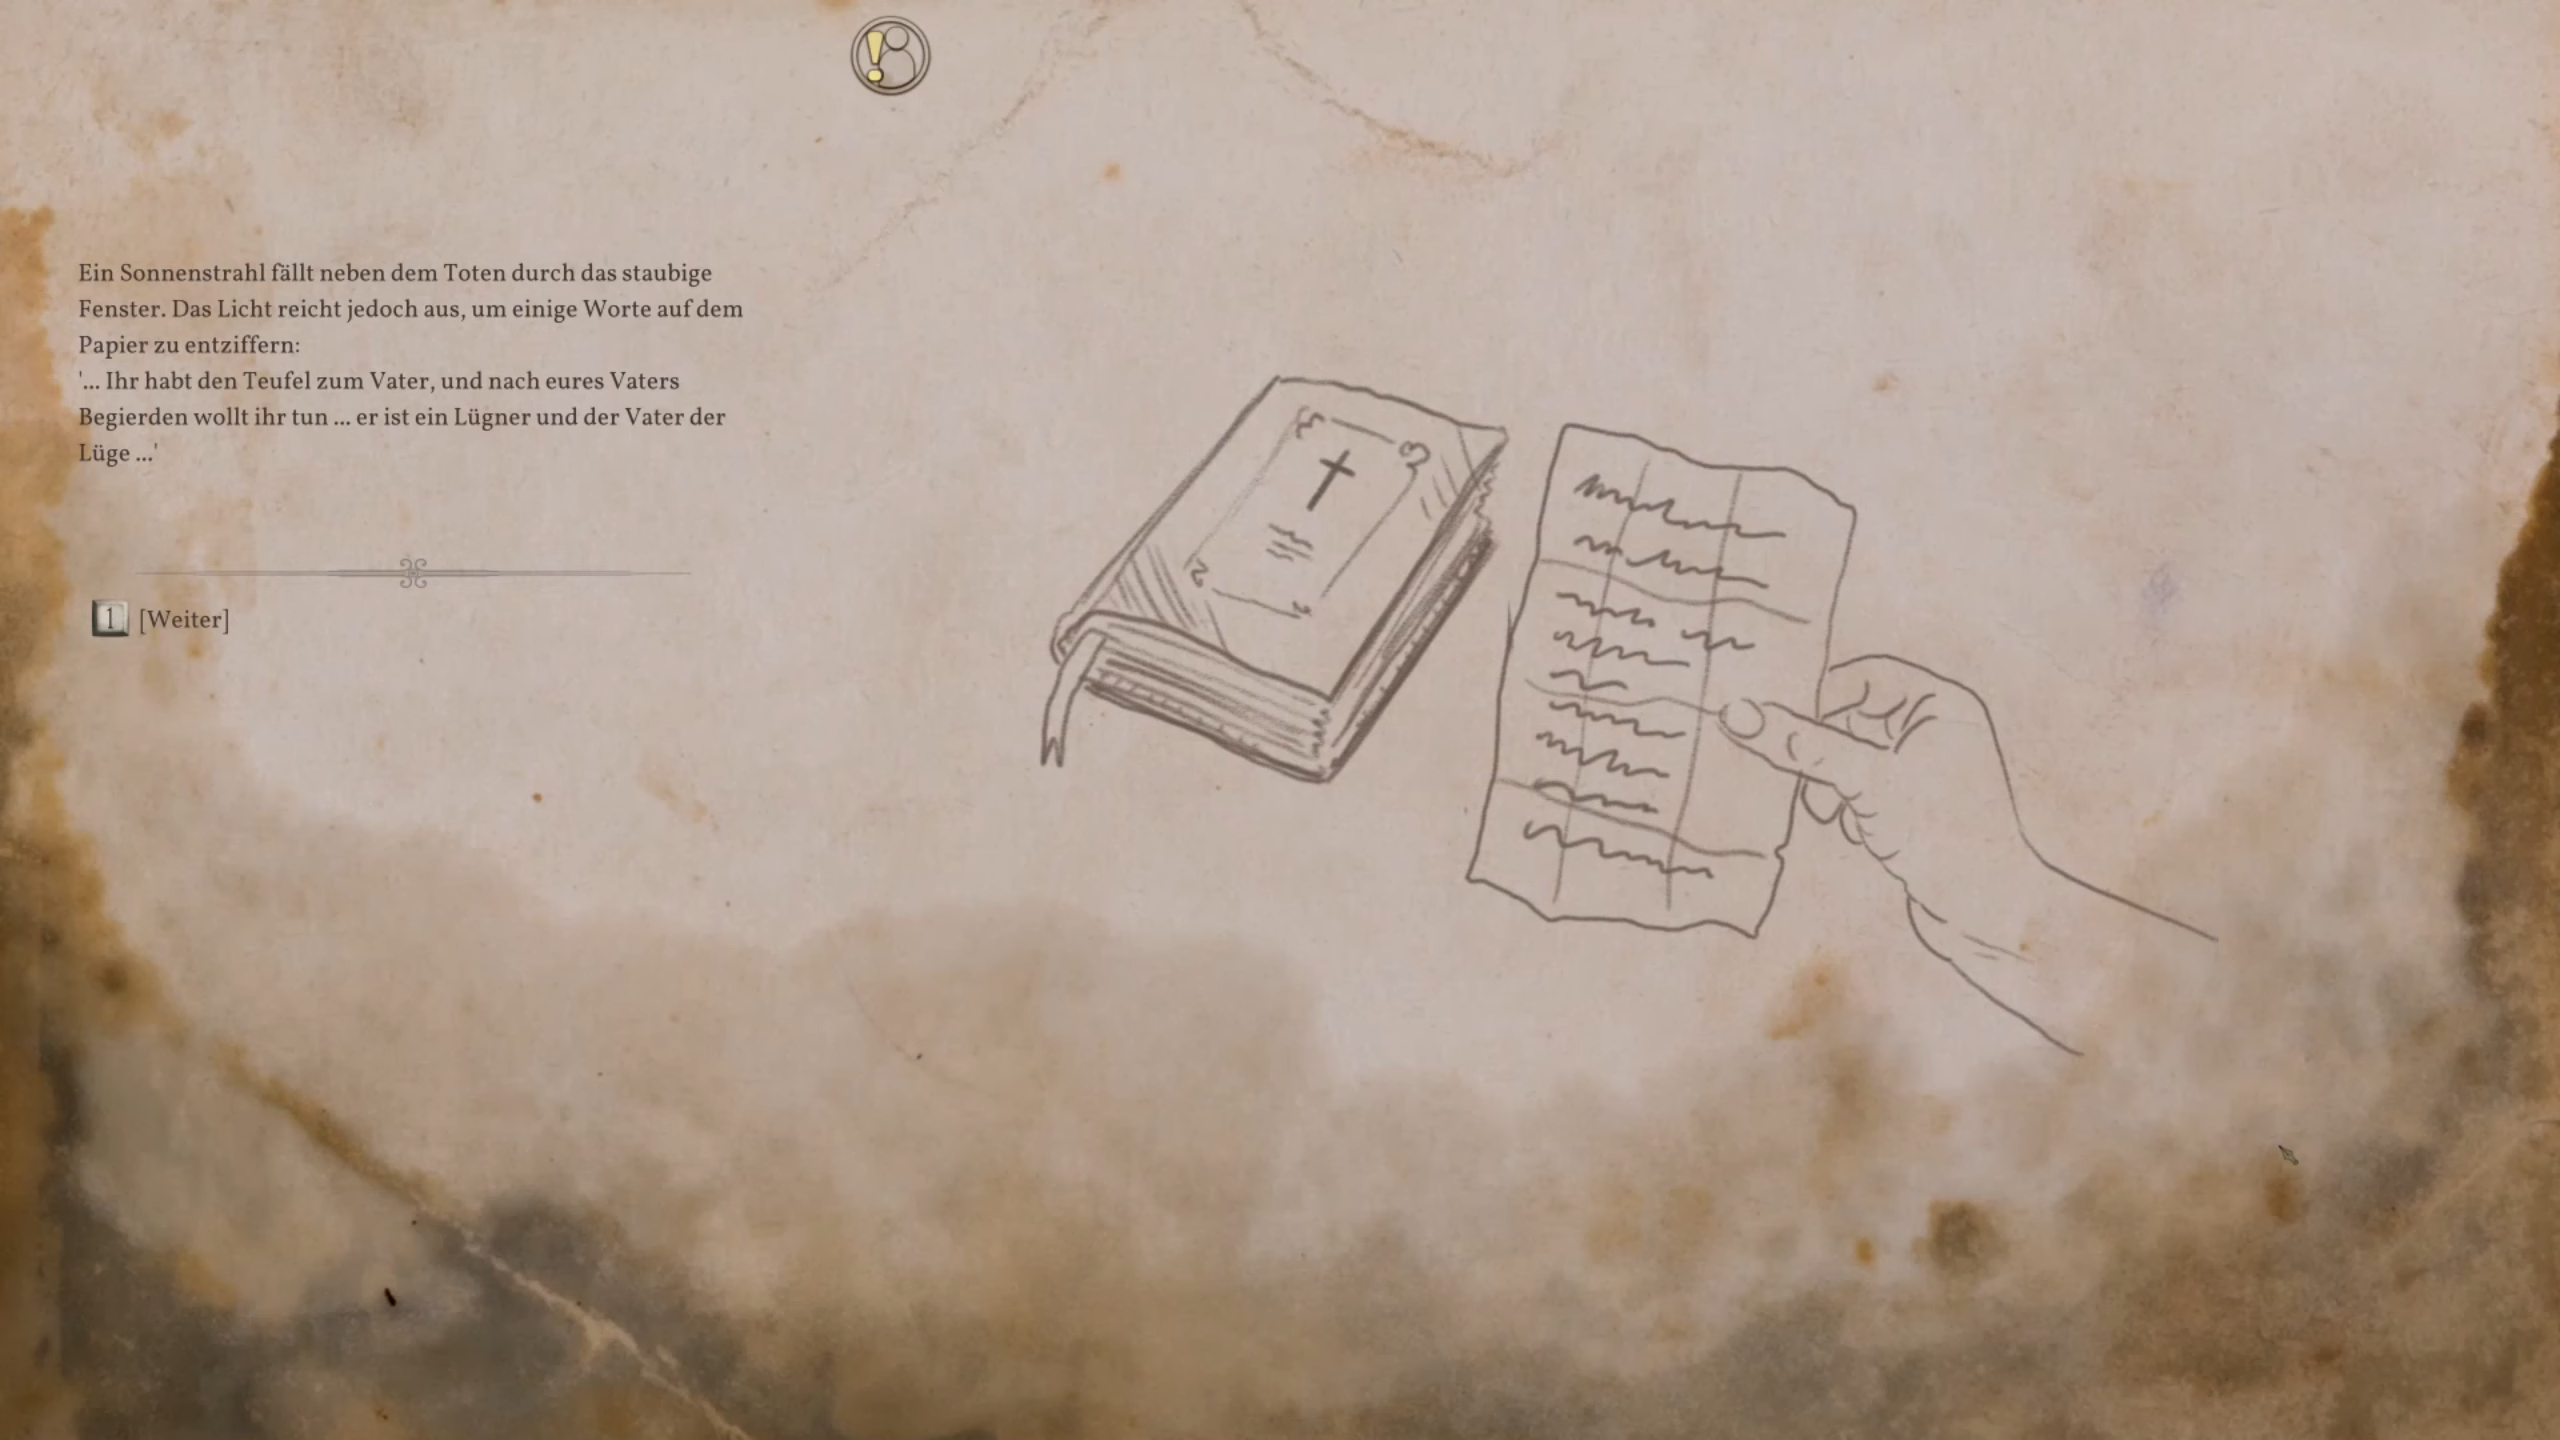 Ein Sonnenstrahl fällt neben dem Toten durch das staubige
Fenster. Das Licht reicht jedoch aus, um einige Worte auf dem
Papier zu entziffern:
'... Ihr habt den Teufel zum Vater, und nach eures Vaters
Begierden wollt ihr tun ... er ist ein Lügner und der Vater der
Lüge ...'
1 [Weiter]